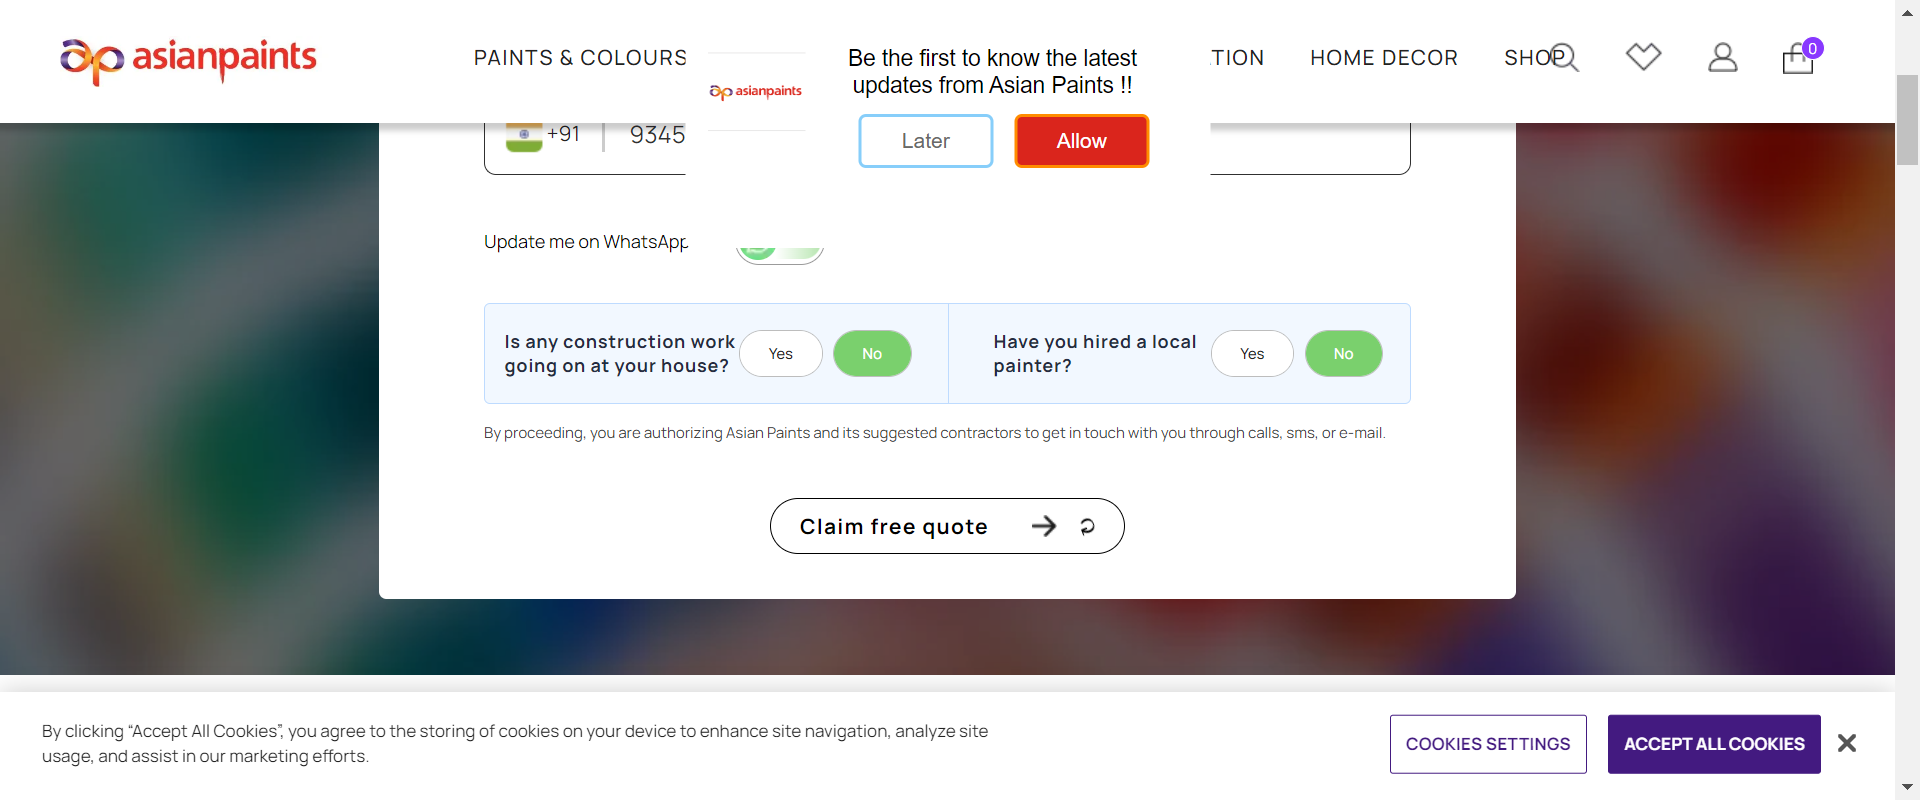 asianpaints
PAINTS & COLOURS
TION
HOME DECOR
SHOP
0
asianpaints
Be the first to know the latest
updates from Asian Paints !!
Later
Allow
+91
9345
Update me on WhatsApp
Is any construction work
going on at your house?
Yes
No
Have you hired a local
painter?
Yes
No
By proceeding, you are authorizing Asian Paints and its suggested contractors to get in touch with you through calls, sms, or e-mail.
Claim free quote
By clicking “Accept All Cookies”, you agree to the storing of cookies on your device to enhance site navigation, analyze site
usage, and assist in our marketing efforts.
COOKIES SETTINGS
ACCEPT ALL COOKIES